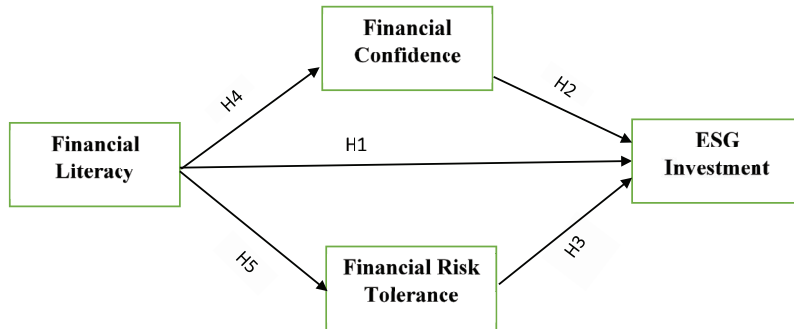 Financial
Confidence
H4
H2
Financial
Literacy
H1
ESG
Investment
H5
H3
Financial Risk
Tolerance